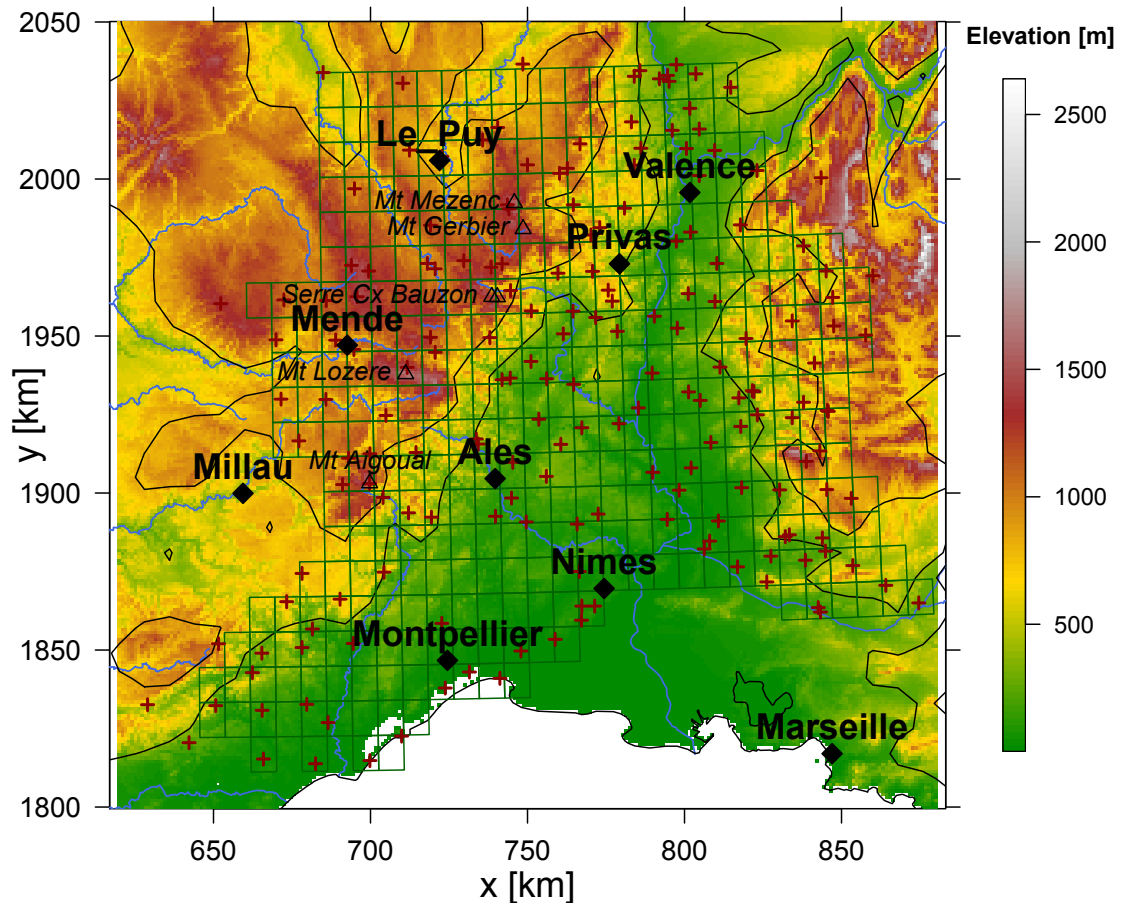 2050
2000
1950
1900
1850
1800
y [km]
650
700
750
800
850
x [km]
Elevation [m]
2500
2000
1500
1000
500
Le Puy
Valence
Mt Mezenc
Mt Gerbier
Privas
Serre Cx Bauzon
Mende
Mt Lozere
Mt Aigoual
Ales
Millau
Nimes
Montpellier
Marseille